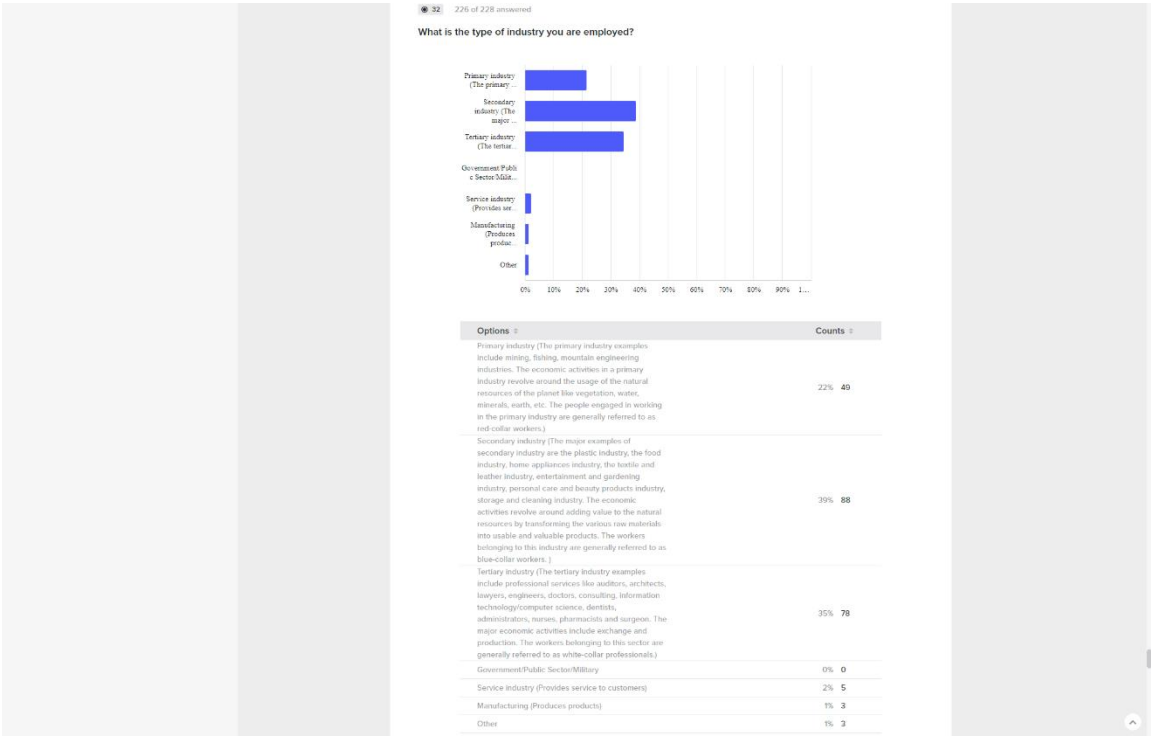 32 226 of 228 answered
What is the type of industry you are employed?
Primary industry
(The primary ...
Secondary
industry (The
major ...
Tertiary industry
(The tertiar...
Government/Publi
c Sector/Milit...
Service industry
(Provides ser...
Manufacturing
(Produces
produc...
Other
0% 10% 20% 30% 40% 50% 60% 70% 80% 90% 1...
Options Counts
Primary industry (The primary industry examples
include mining, fishing, mountain engineering
industries. The economic activities in a primary
industry revolve around the usage of the natural
resources of the planet like vegetation, water,
minerals, earth, etc. The people engaged in working
in the primary industry are generally referred to as
red-collar workers.)
22% 49
Secondary industry (The major examples of
secondary industry are the plastic industry, the food
industry, home appliances industry, the textile and
leather industry, entertainment and gardening
industry, personal care and beauty products industry,
storage and cleaning industry. The economic
activities revolve around adding value to the natural
resources by transforming the various raw materials
into usable and valuable products. The workers
belonging to this industry are generally referred to as
blue-collar workers. )
39% 88
Tertiary industry (The tertiary industry examples
include professional services like auditors, architects,
lawyers, engineers, doctors, consulting, information
technology/computer science, dentists,
administrators, nurses, pharmacists and surgeon. The
major economic activities include exchange and
production. The workers belonging to this sector are
generally referred to as white-collar professionals.)
35% 78
Government/Public Sector/Military 0% 0
Service industry (Provides service to customers) 2% 5
Manufacturing (Produces products) 1% 3
Other 1% 3